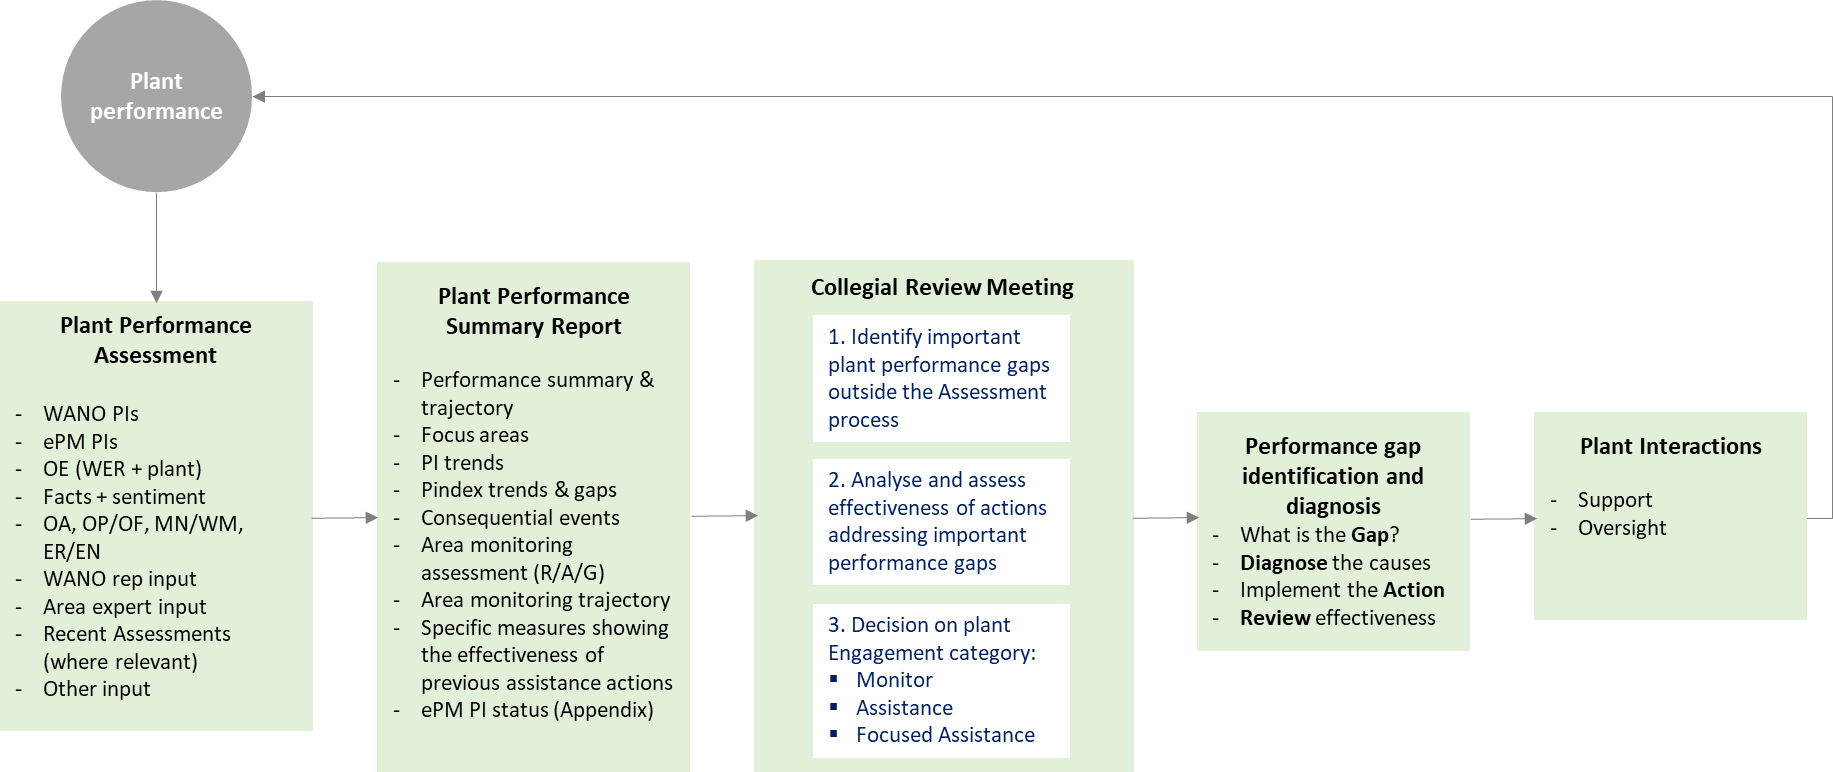 Plant
performance
Plant Performance
Assessment
- WANO PIs
- ePM PIs
- OE (WER + plant)
- Facts + sentiment
- OA, OP/OF, MN/WM,
ER/EN
- WANO rep input
- Area expert input
- Recent Assessments
(where relevant)
- Other input
Plant Performance
Summary Report
- Performance summary &
trajectory
- Focus areas
- PI trends
- Pindex trends & gaps
- Consequential events
- Area monitoring
assessment (R/A/G)
- Area monitoring trajectory
- Specific measures showing
the effectiveness of
previous assistance actions
- ePM PI status (Appendix)
Collegial Review Meeting
1. Identify important
plant performance gaps
outside the Assessment
process
2. Analyse and assess
effectiveness of actions
addressing important
performance gaps
3. Decision on plant
Engagement category:
▪ Monitor
▪ Assistance
▪ Focused Assistance
Performance gap
identification and
diagnosis
- What is the Gap?
- Diagnose the causes
- Implement the Action
- Review effectiveness
Plant Interactions
- Support
- Oversight